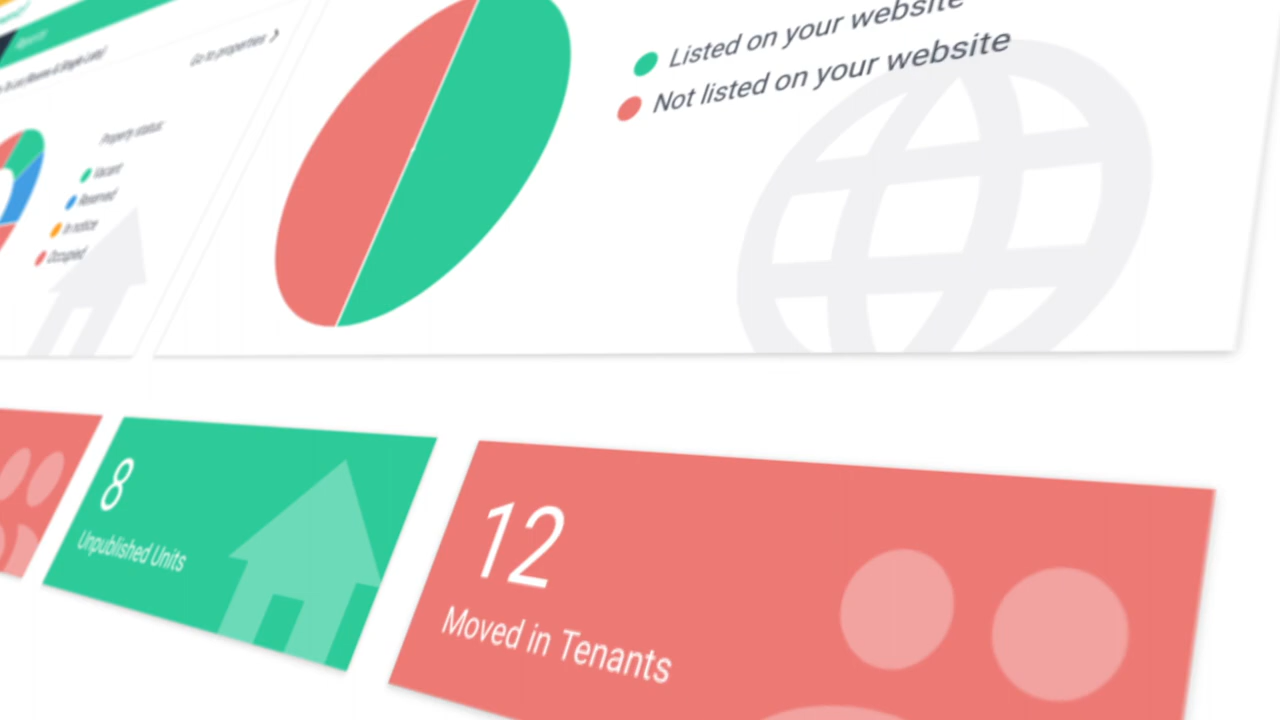 Reports
Go to properties
Listed on your website
Not listed on your website
Property status:
Vacant
Reserved
In notice
Occupied
8
Unpublished Units
12
Moved in Tenants